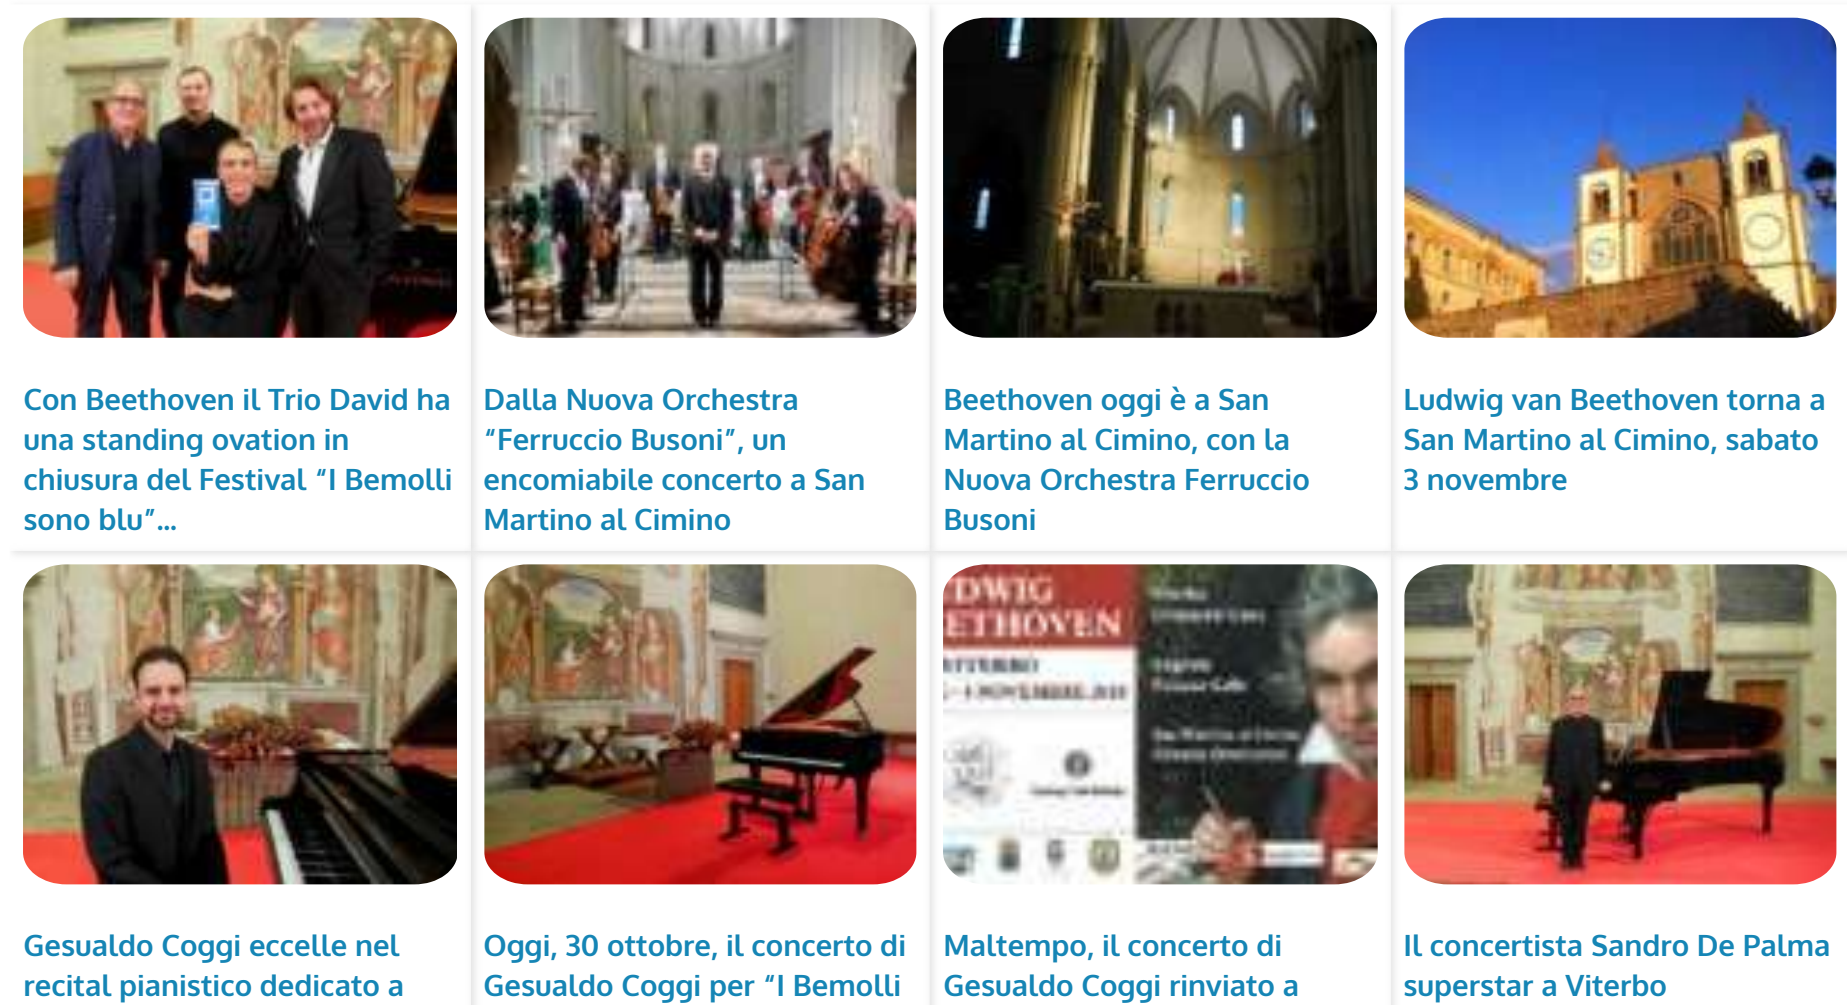 Con Beethoven il Trio David ha
una standing ovation in
chiusura del Festival “I Bemolli
sono blu”...
Dalla Nuova Orchestra
“Ferruccio Busoni”, un
encomiabile concerto a San
Martino al Cimino
Beethoven oggi è a San
Martino al Cimino, con la
Nuova Orchestra Ferruccio
Busoni
Ludwig van Beethoven torna a
San Martino al Cimino, sabato
3 novembre
DWIG
ETHOVEN
Gesualdo Coggi eccelle nel
recital pianistico dedicato a
Oggi, 30 ottobre, il concerto di
Gesualdo Coggi per “I Bemolli
Maltempo, il concerto di
Gesualdo Coggi rinviato a
Il concertista Sandro De Palma
superstar a Viterbo